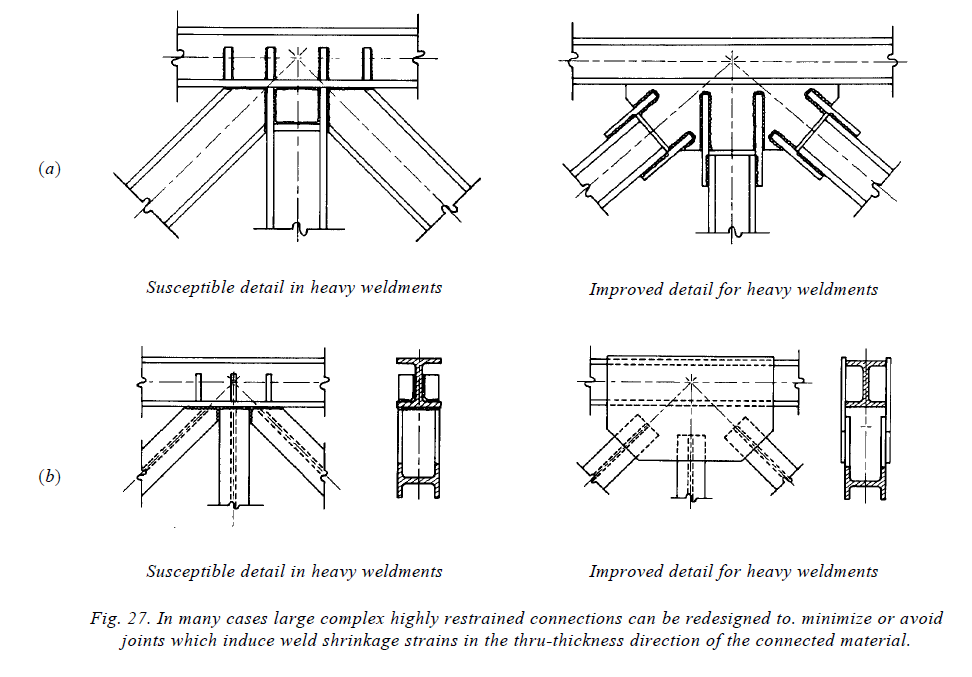 (a)
Susceptible detail in heavy weldments
Improved detail for heavy weldments
(b)
Susceptible detail in heavy weldments
Improved detail for heavy weldments
Fig. 27. In many cases large complex highly restrained connections can be redesigned to. minimize or avoid
joints which induce weld shrinkage strains in the thru-thickness direction of the connected material.